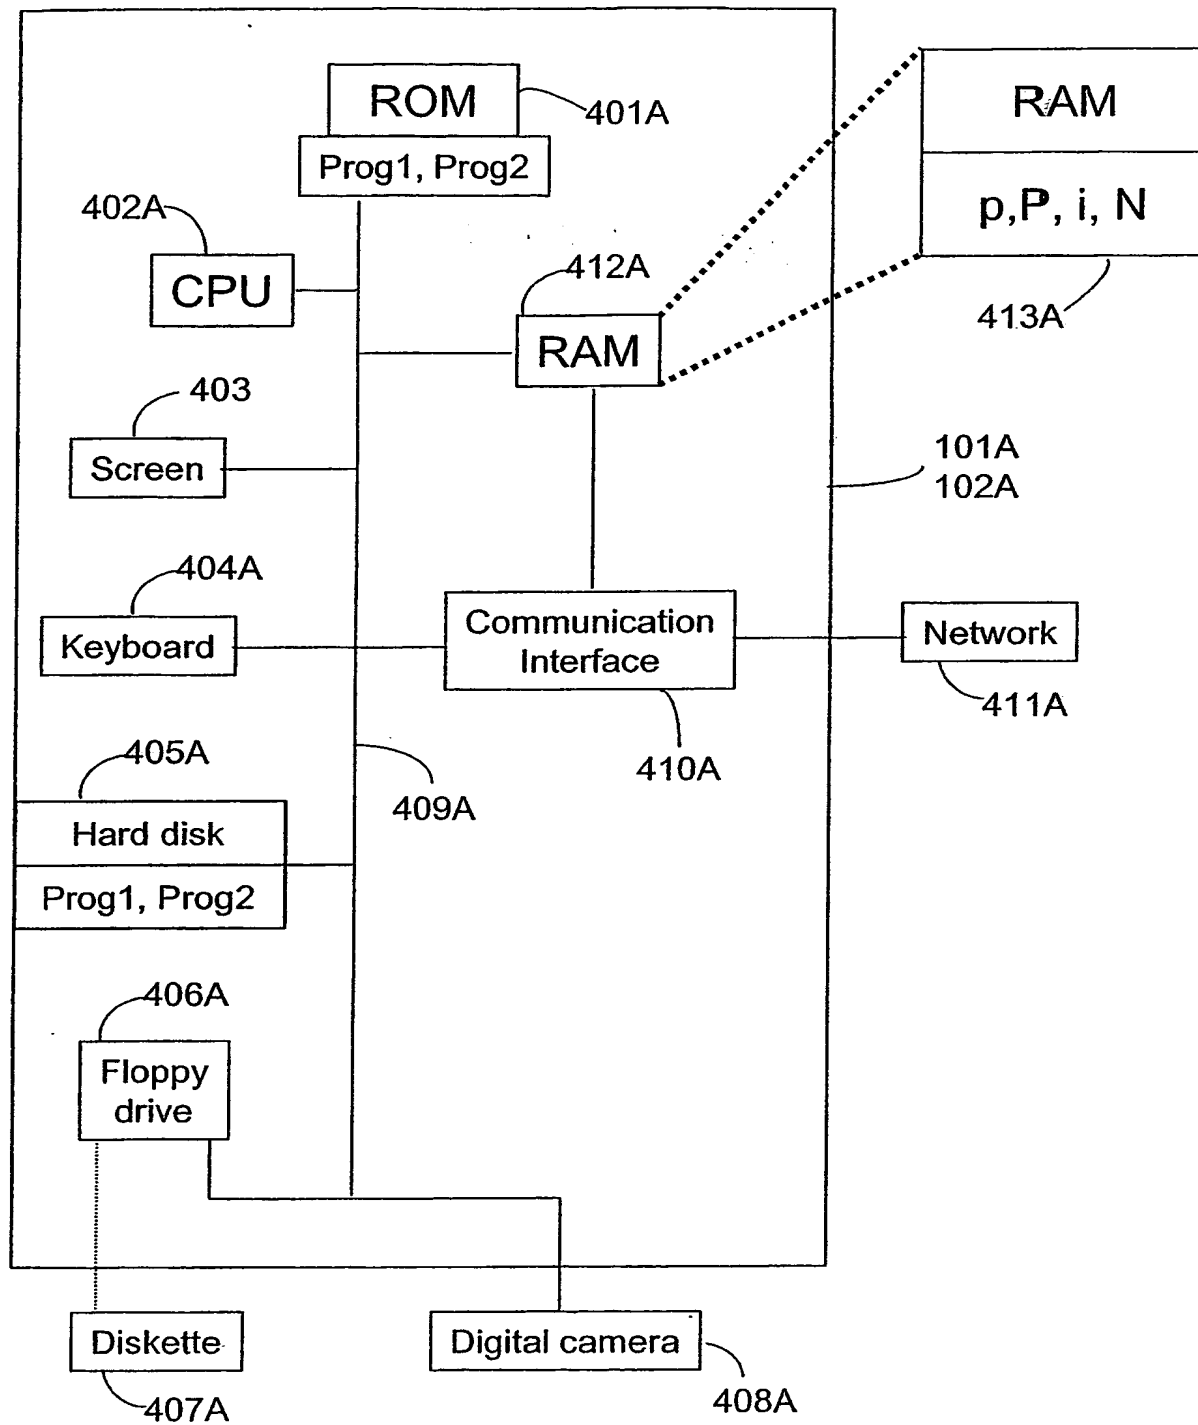 ROM
401A
Prog1, Prog2
RAM
p,P, i, N
413A
402A
CPU
412A
RAM
403
Screen
101A
102A
404A
Keyboard
Communication
Interface
Network
411A
410A
405A
409A
Hard disk
Prog1, Prog2
406A
Floppy
drive
Diskette
407A
Digital camera
408A